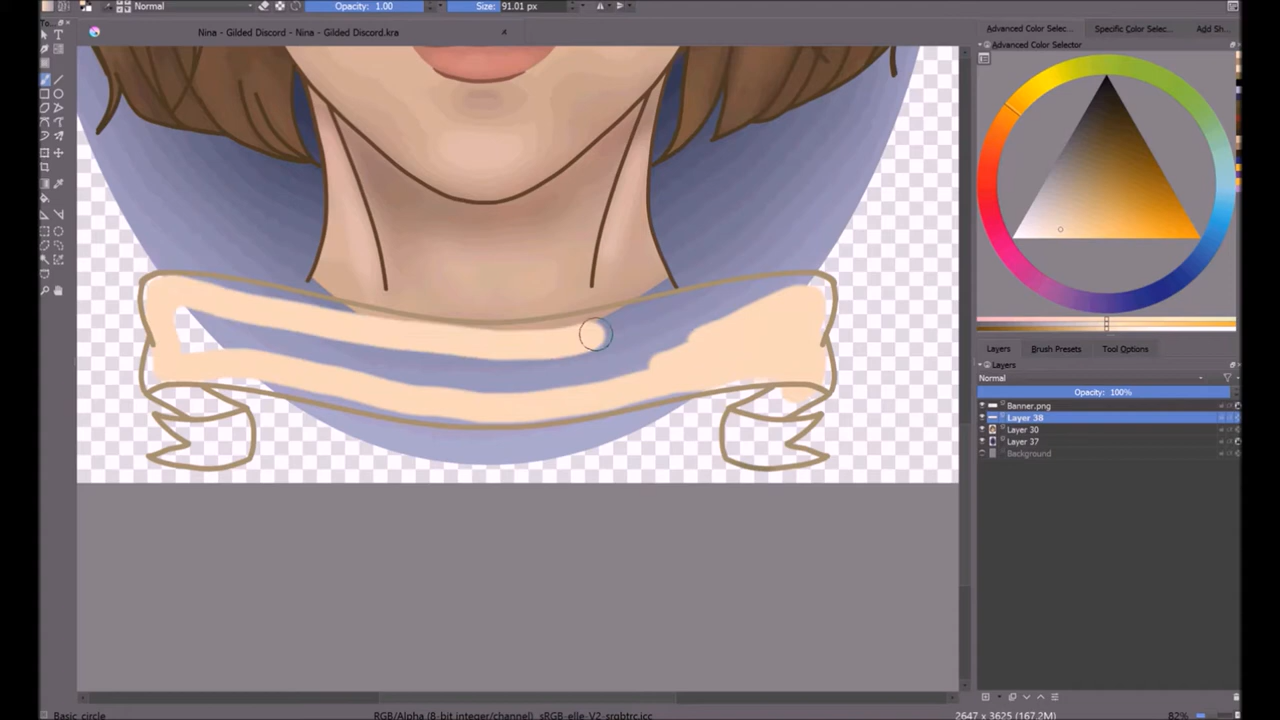 Normal
Opacity: 1.00
Size: 91.01 px
To...
Nina - Gilded Discord - Nina - Gilded Discord.kra
Advanced Color Selec...
Specific Color Selec...
Add Sh...
Advanced Color Selector
Layers
Brush Presets
Tool Options
Layers
Normal
Opacity: 100%
Banner.png
Layer 38
Layer 30
Layer 37
Background
Basic_circle
RGB/Alpha (8-bit integer/channel) sRGB-elle-V2-srgbtrc.icc
2647 x 3625 (167.2M)
82%